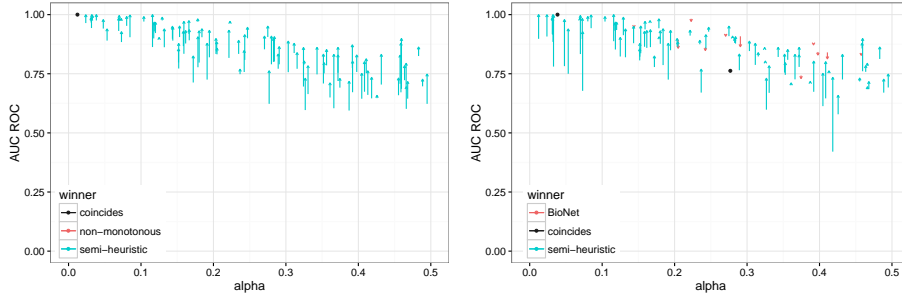 1.00
0.75
0.50
0.25
0.00
AUC ROC
winner
coincides
non−monotonous
semi−heuristic
0.0 0.1 0.2 0.3 0.4 0.5
alpha
1.00
0.75
0.50
0.25
0.00
AUC ROC
winner
BioNet
coincides
semi−heuristic
0.0 0.1 0.2 0.3 0.4 0.5
alpha